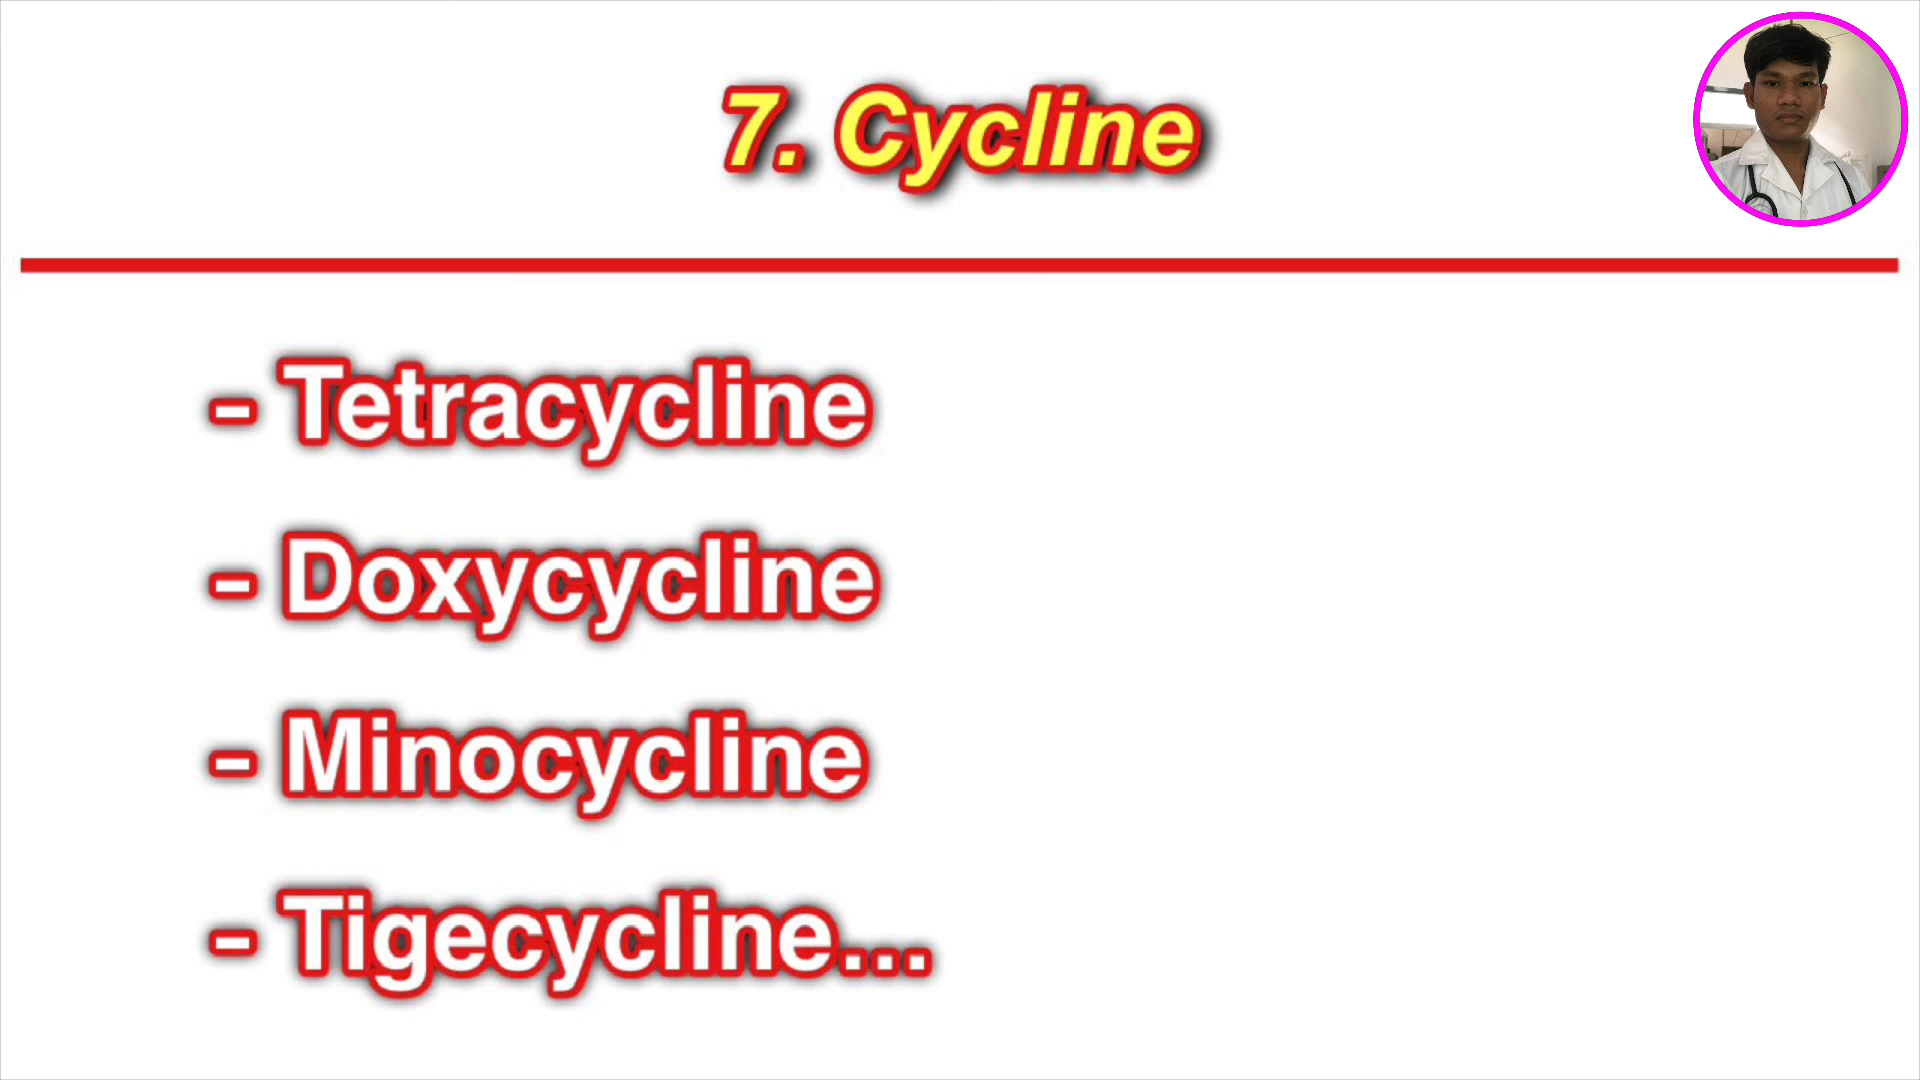 7. Cycline
- Tetracycline
- Doxycycline
- Minocycline
- Tigecycline...